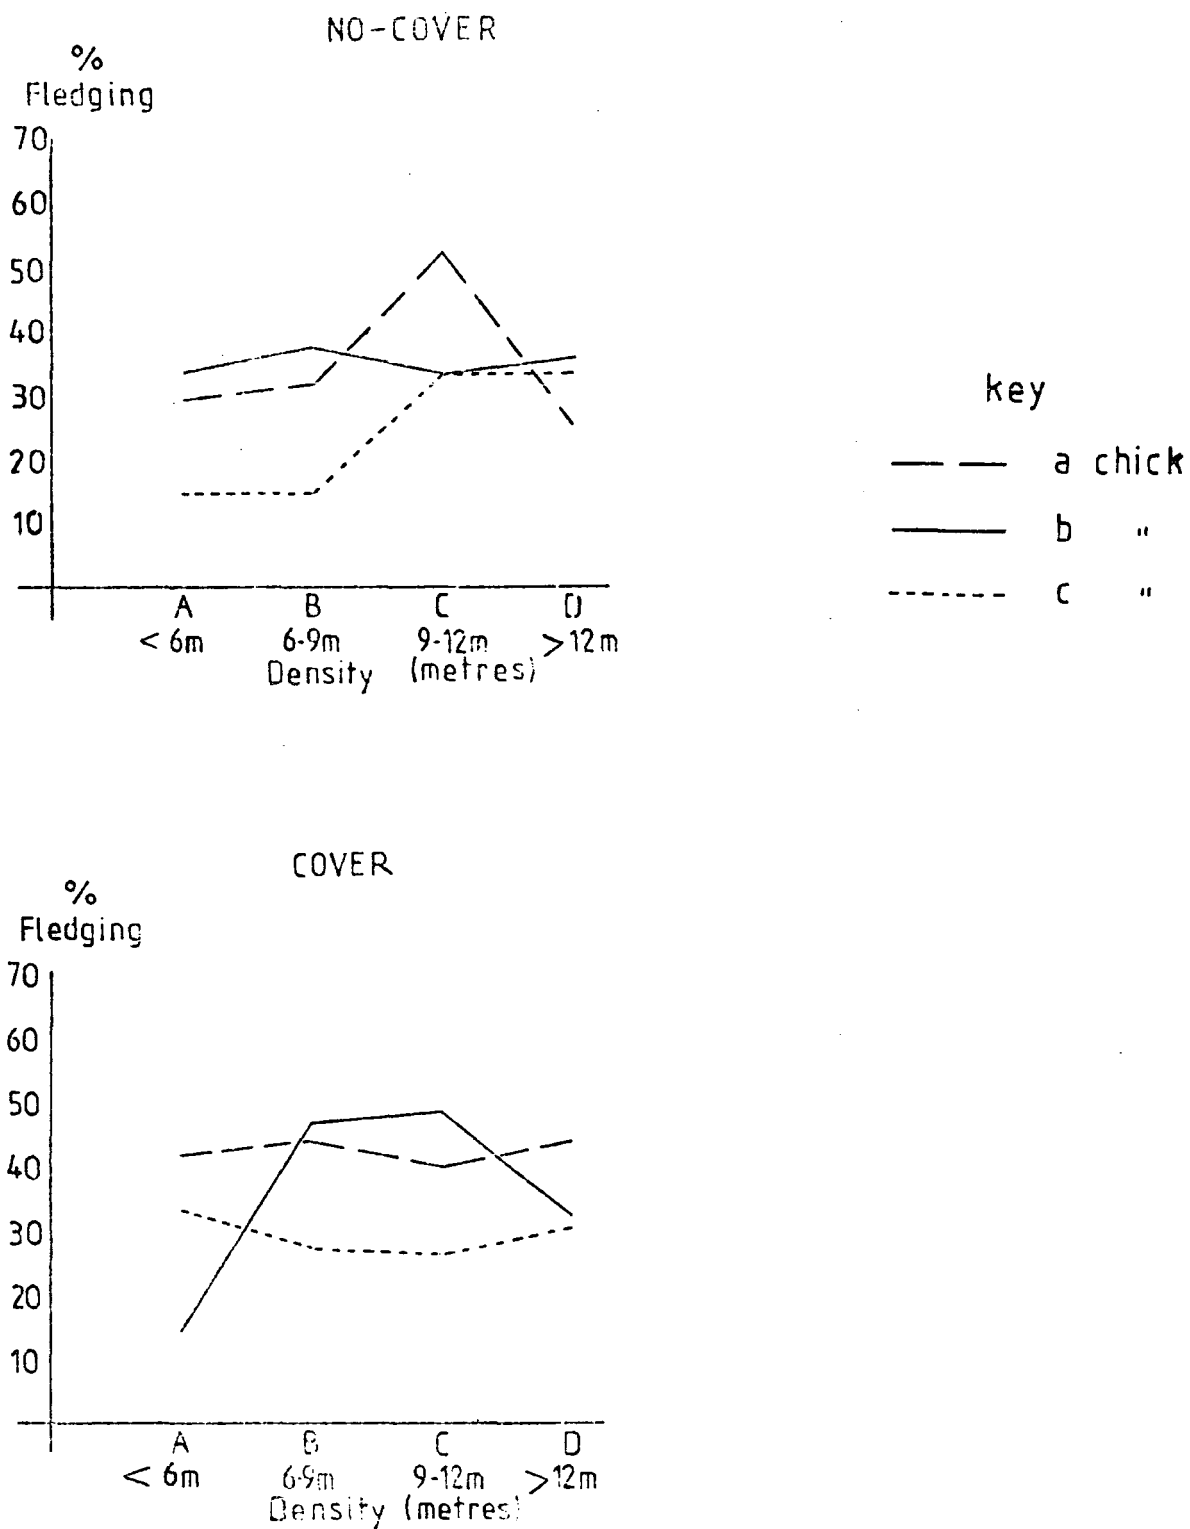 NO-COVER
%
Fledging
70
60
50
40
30
20
10
A B C D
< 6m 6-9m 9-12m >12m
Density (metres)
key
a chick
b "
c "
COVER
%
Fledging
70
60
50
40
30
20
10
A B C D
< 6m 6-9m 9-12m >12m
Density (metres)